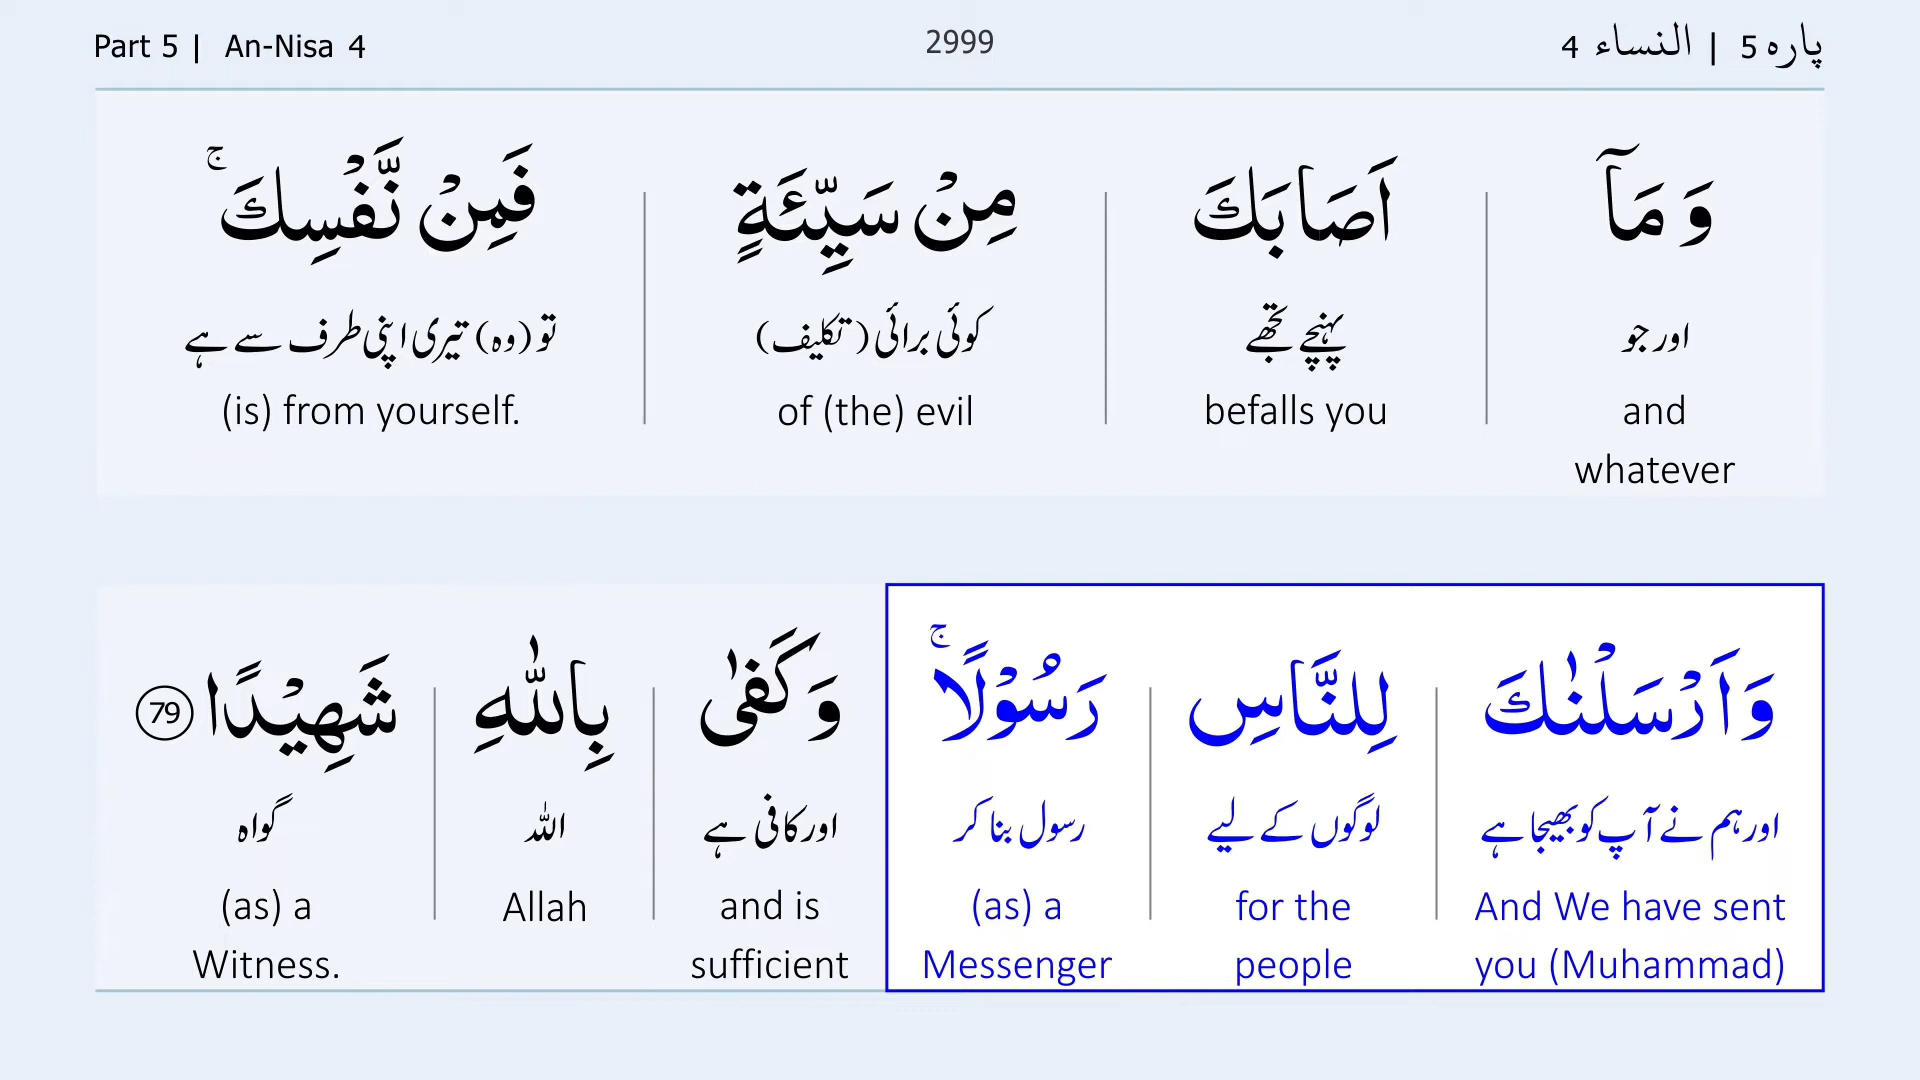 Part 5 | An-Nisa 4
2999
پارہ 5 | النساء 4
وَ مَاۤ اَصَابَكَ مِنْ سَیِّئَةٍ فَمِنْ نَّفْسِكَ ۚ
اور جو پہنچے تجھے کوئی برائی (تکلیف) تو (وہ) تیری اپنی طرف سے ہے
and whatever befalls you of (the) evil (is) from yourself.
وَ اَرْسَلْنٰكَ لِلنَّاسِ رَسُوْلًا ۚ وَ كَفٰی بِاللّٰهِ شَهِیْدًا 79
اور ہم نے آپ کو بھیجا ہے لوگوں کے لیے رسول بنا کر اور کافی ہے اللہ گواہ
And We have sent you (Muhammad) for the people (as) a Messenger and is sufficient Allah (as) a Witness.